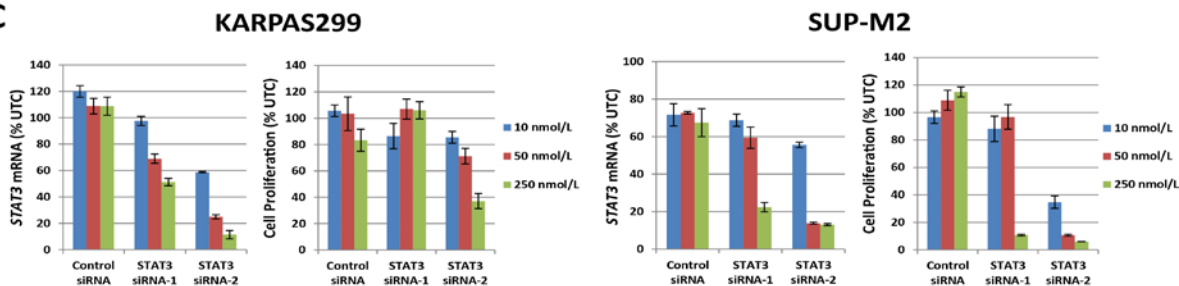 C
KARPAS299
SUP-M2
STAT3 mRNA (% UTC)
140
120
100
80
60
40
20
0
Control siRNA
STAT3 siRNA-1
STAT3 siRNA-2
Cell Proliferation (% UTC)
140
120
100
80
60
40
20
0
Control siRNA
STAT3 siRNA-1
STAT3 siRNA-2
10 nmol/L
50 nmol/L
250 nmol/L
STAT3 mRNA (% UTC)
100
80
60
40
20
0
Control siRNA
STAT3 siRNA-1
STAT3 siRNA-2
Cell Proliferation (% UTC)
140
120
100
80
60
40
20
0
Control siRNA
STAT3 siRNA-1
STAT3 siRNA-2
10 nmol/L
50 nmol/L
250 nmol/L